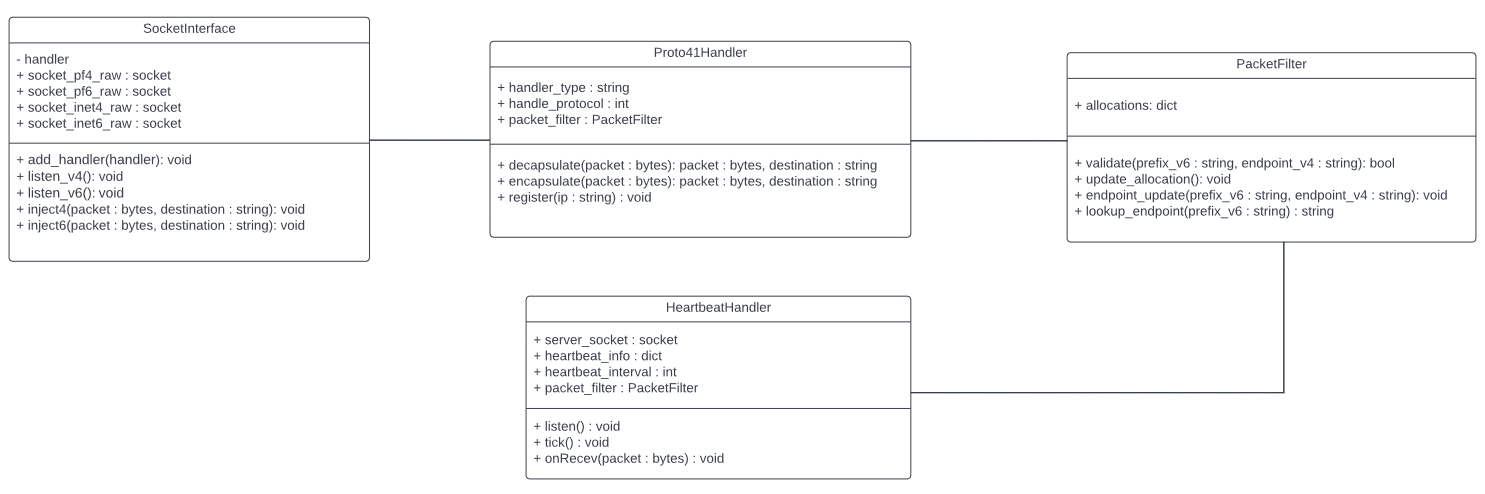 SocketInterface
- handler
+ socket_pf4_raw : socket
+ socket_pf6_raw : socket
+ socket_inet4_raw : socket
+ socket_inet6_raw : socket
+ add_handler(handler): void
+ listen_v4(): void
+ listen_v6(): void
+ inject4(packet : bytes, destination : string): void
+ inject6(packet : bytes, destination : string): void
Proto41Handler
+ handler_type : string
+ handle_protocol : int
+ packet_filter : PacketFilter
+ decapsulate(packet : bytes): packet : bytes, destination : string
+ encapsulate(packet : bytes): packet : bytes, destination : string
+ register(ip : string) : void
PacketFilter
+ allocations: dict
+ validate(prefix_v6 : string, endpoint_v4 : string): bool
+ update_allocation(): void
+ endpoint_update(prefix_v6 : string, endpoint_v4 : string): void
+ lookup_endpoint(prefix_v6 : string) : string
HeartbeatHandler
+ server_socket : socket
+ heartbeat_info : dict
+ heartbeat_interval : int
+ packet_filter : PacketFilter
+ listen() : void
+ tick() : void
+ onRecev(packet : bytes) : void